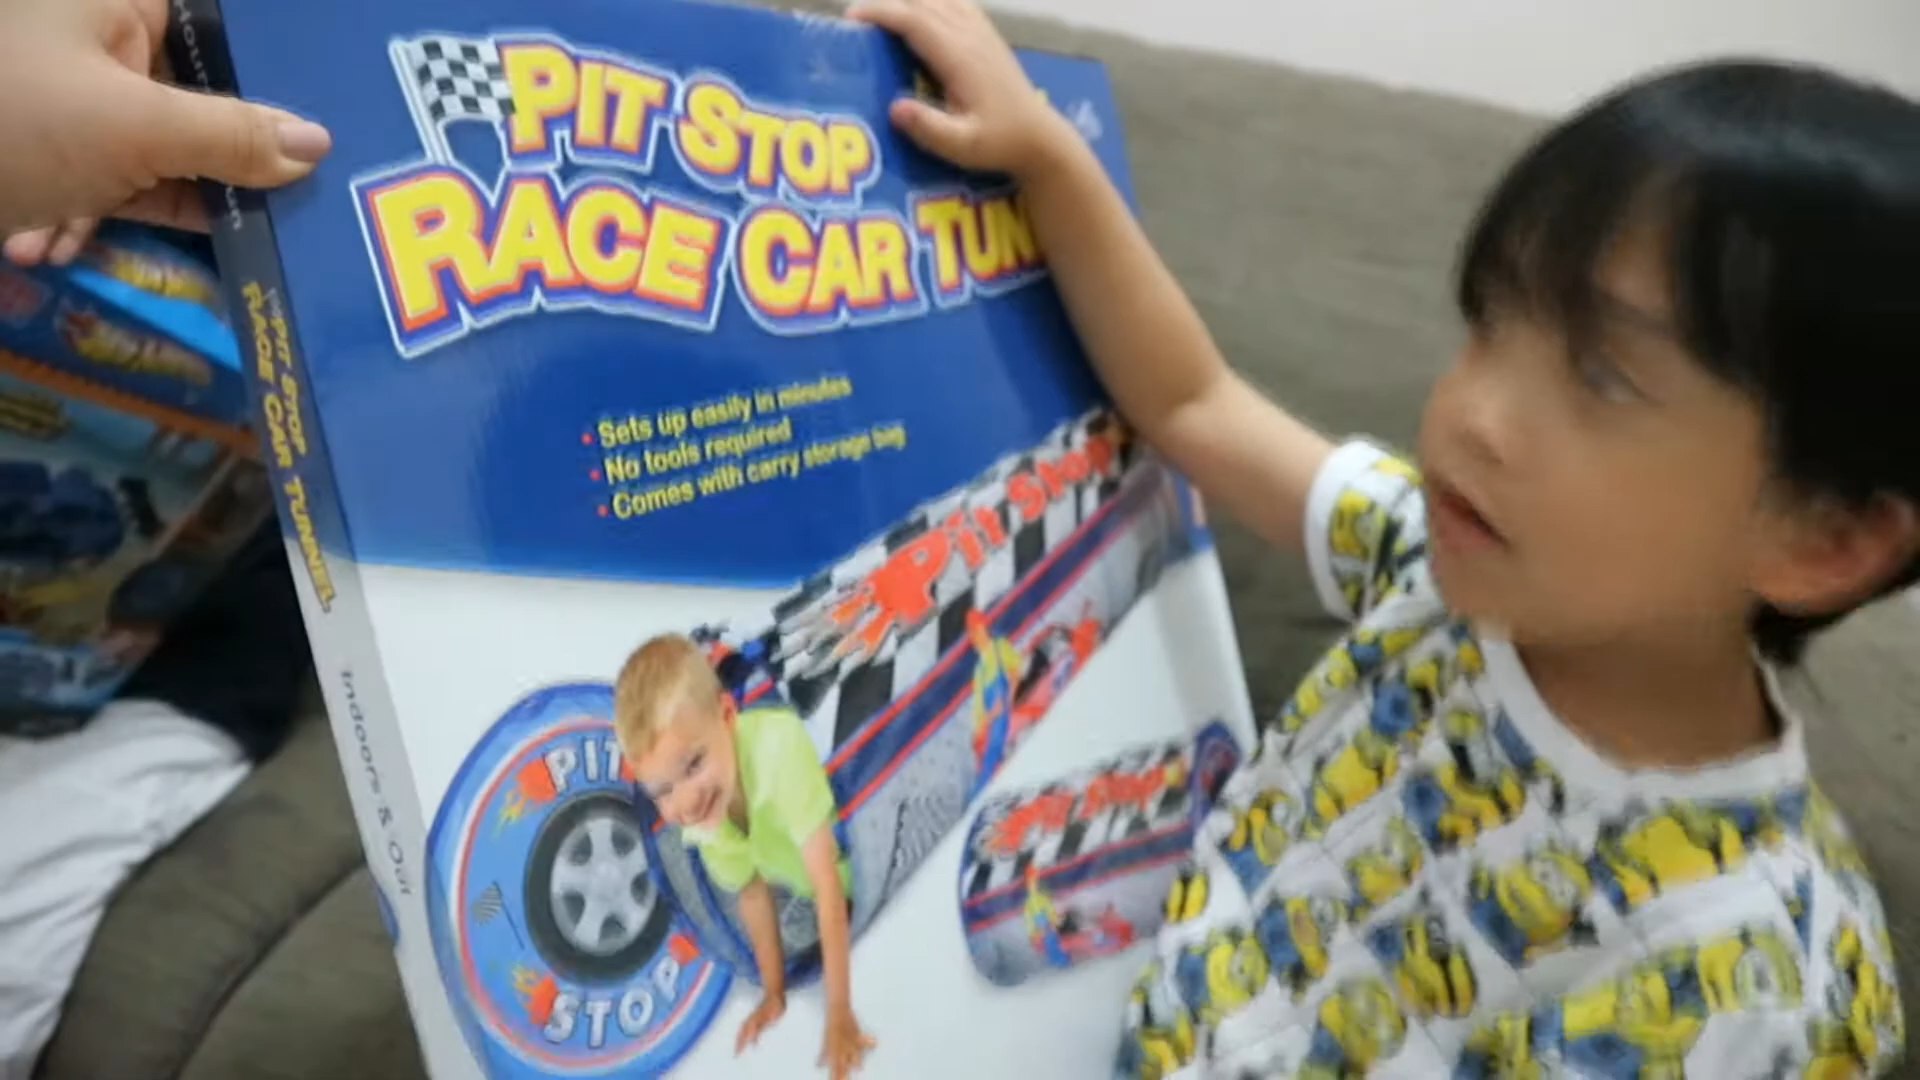 PIT STOP
RACE CAR TUN
• Sets up easily in minutes
• No tools required
• Comes with carry storage bag
Pit Stop
PIT
STOP
Pit Stop
PIT STOP
RACE CAR TUNNEL
Indoors & Out